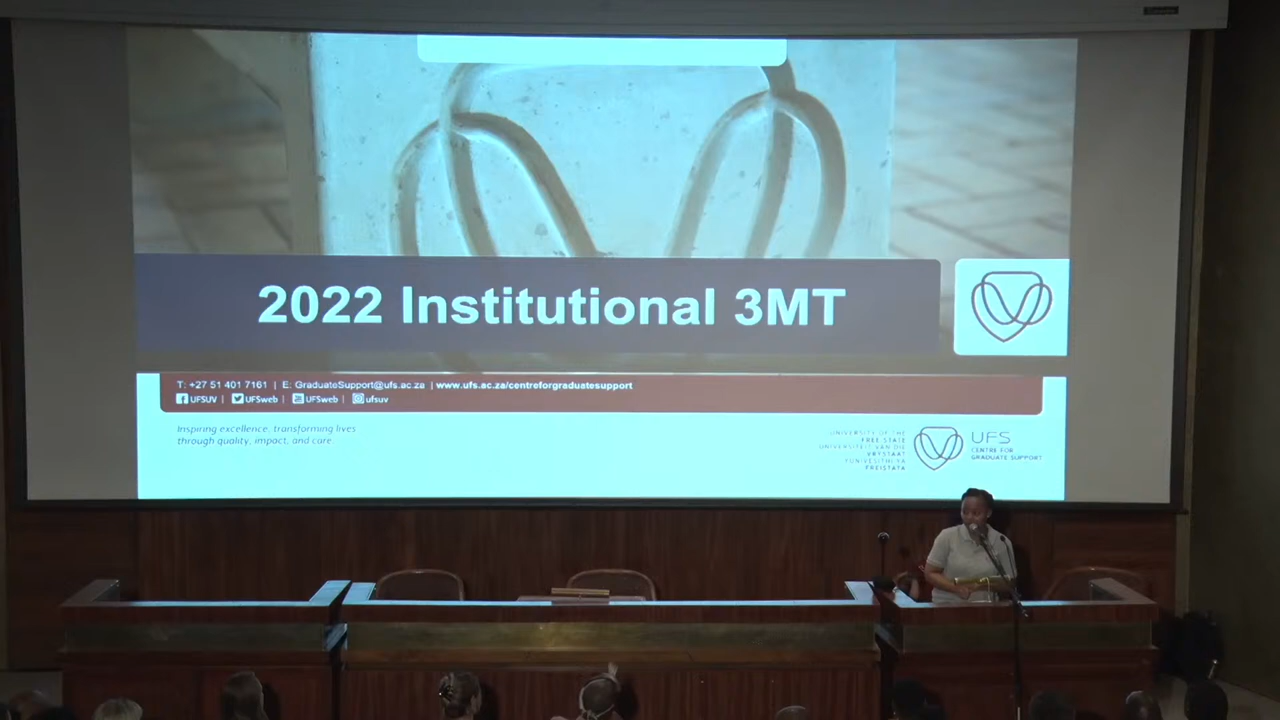 2022 Institutional 3MT
T: +27 51 401 7161 | E: GraduateSupport@ufs.ac.za | www.ufs.ac.za/centreforgraduatesupport
UFSUV | UFSweb | UFSweb | ufsuv
Inspiring excellence, transforming lives
through quality, impact, and care.
UNIVERSITY OF THE
FREE STATE
UNIVERSITEIT VAN DIE
VRYSTAAT
YUNIVESITHI YA
FREISTATA
UFS
CENTRE FOR
GRADUATE SUPPORT